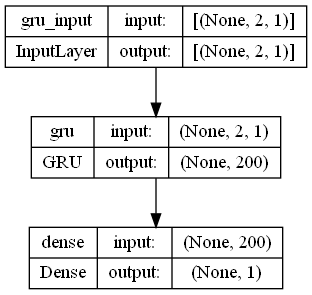 gru_input input: [(None, 2, 1)]
InputLayer output: [(None, 2, 1)]
gru input: (None, 2, 1)
GRU output: (None, 200)
dense input: (None, 200)
Dense output: (None, 1)